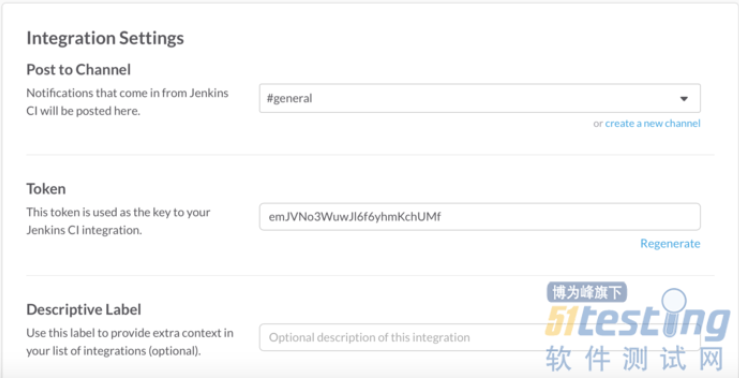 Integration Settings
Post to Channel
Notifications that come in from Jenkins
CI will be posted here.
#general
or create a new channel
Token
This token is used as the key to your
Jenkins CI integration.
emJVNo3WuwJl6f6yhmKchUMf
Regenerate
Descriptive Label
Use this label to provide extra context in
your list of integrations (optional).
Optional description of this integration
博为峰旗下
51testing
软件测试网